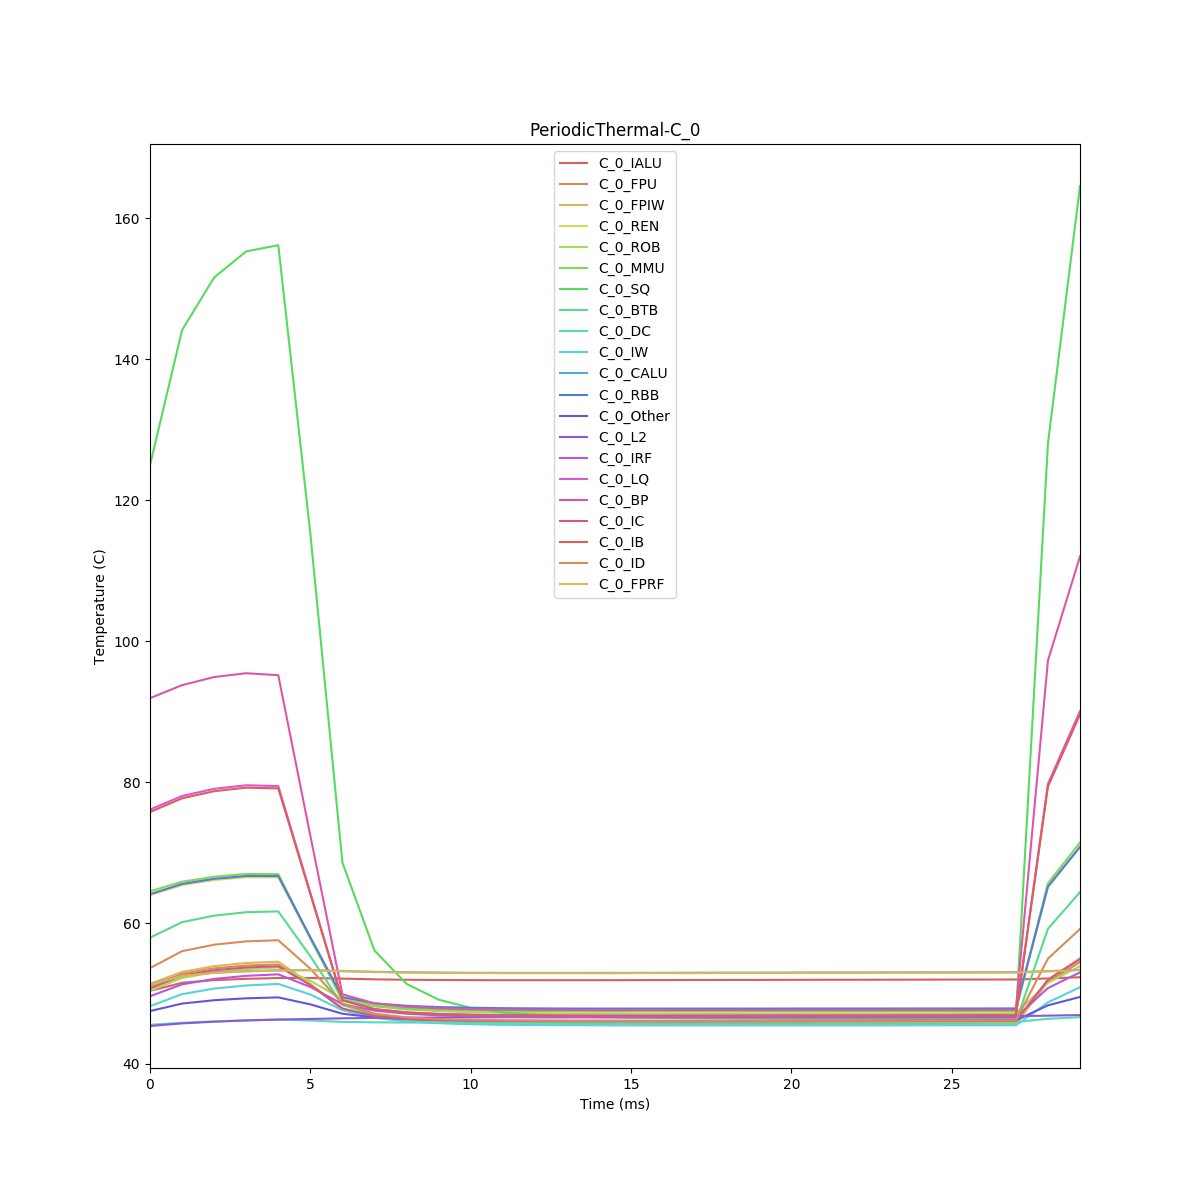 PeriodicThermal-C_0
C_0_IALU
C_0_FPU
C_0_FPIW
C_0_REN
C_0_ROB
C_0_MMU
C_0_SQ
C_0_BTB
C_0_DC
C_0_IW
C_0_CALU
C_0_RBB
C_0_Other
C_0_L2
C_0_IRF
C_0_LQ
C_0_BP
C_0_IC
C_0_IB
C_0_ID
C_0_FPRF
Temperature (C)
160
140
120
100
80
60
40
0 5 10 15 20 25
Time (ms)